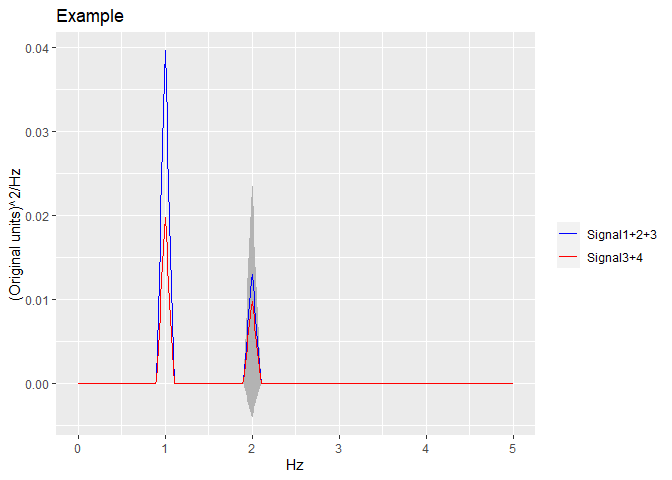 Example
(Original units)^2/Hz
0.04
0.03
0.02
0.01
0.00
0 1 2 3 4 5
Hz
Signal1+2+3
Signal3+4